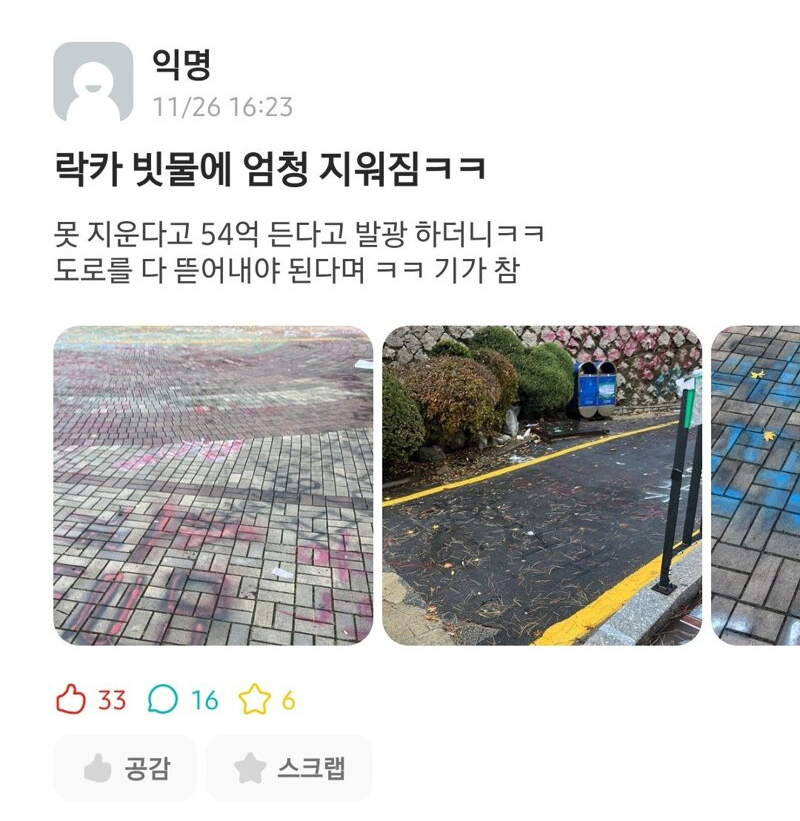 익명
11/26 16:23
락카 빗물에 엄청 지워짐ㅋㅋ
못 지운다고 54억 든다고 발광 하더니ㅋㅋ
도로를 다 뜯어내야 된다며 ㅋㅋ 기가 참
33 16 6
공감 스크랩